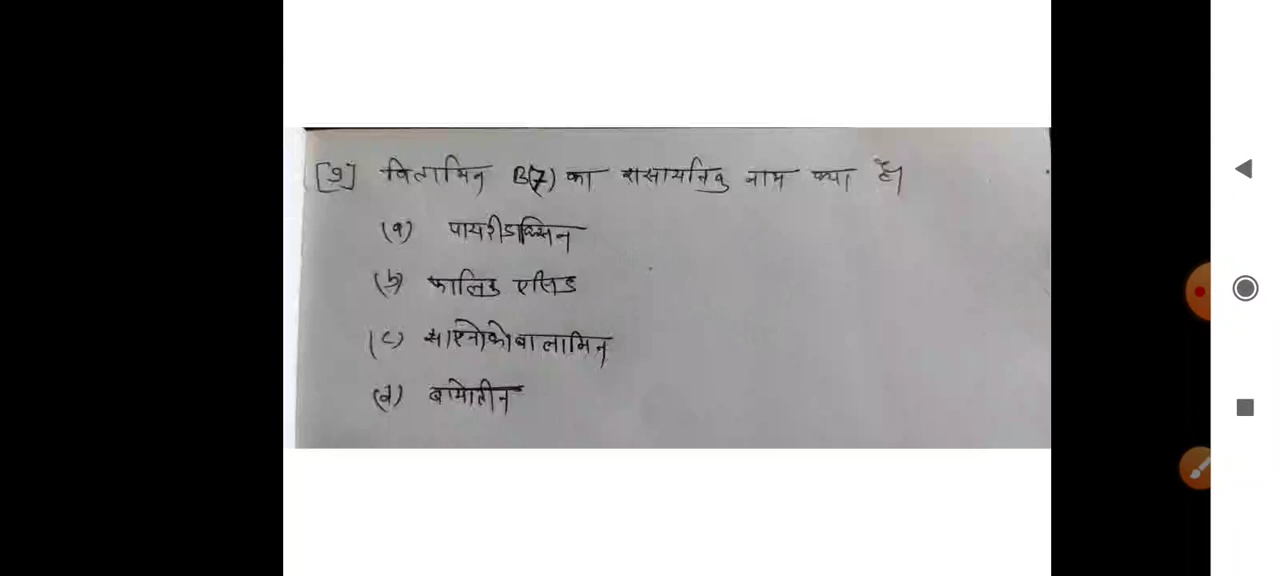 [9] विटामिन B(7) का रासायनिक नाम क्या है।
(a) पायरीडाक्सिन
(b) फालिक एसिड
(c) साएनोकोबालामिन
(d) बायोटीन